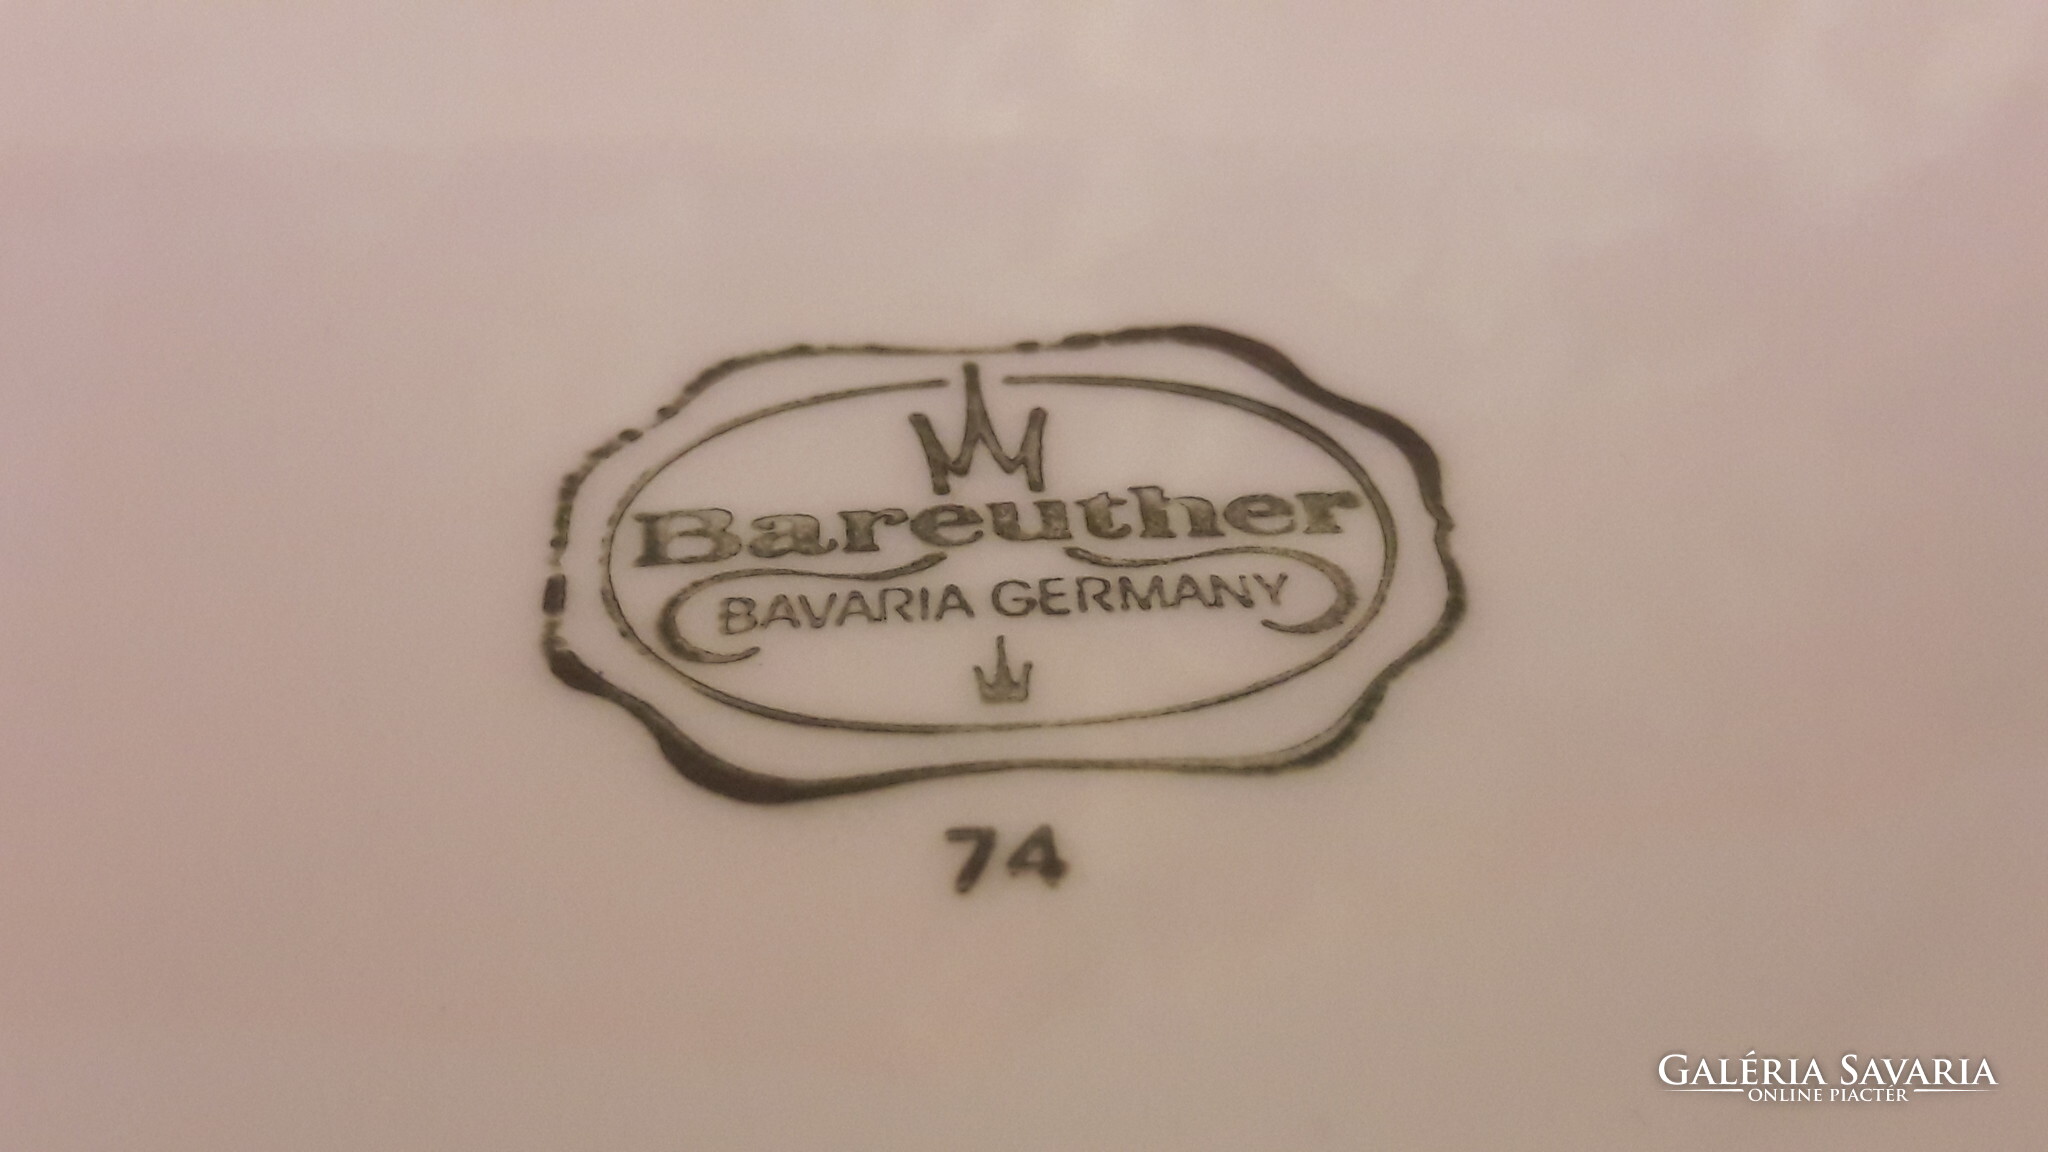 Bareuther
BAVARIA GERMANY
74
GALÉRIA SAVARIA
ONLINE PIACTÉR